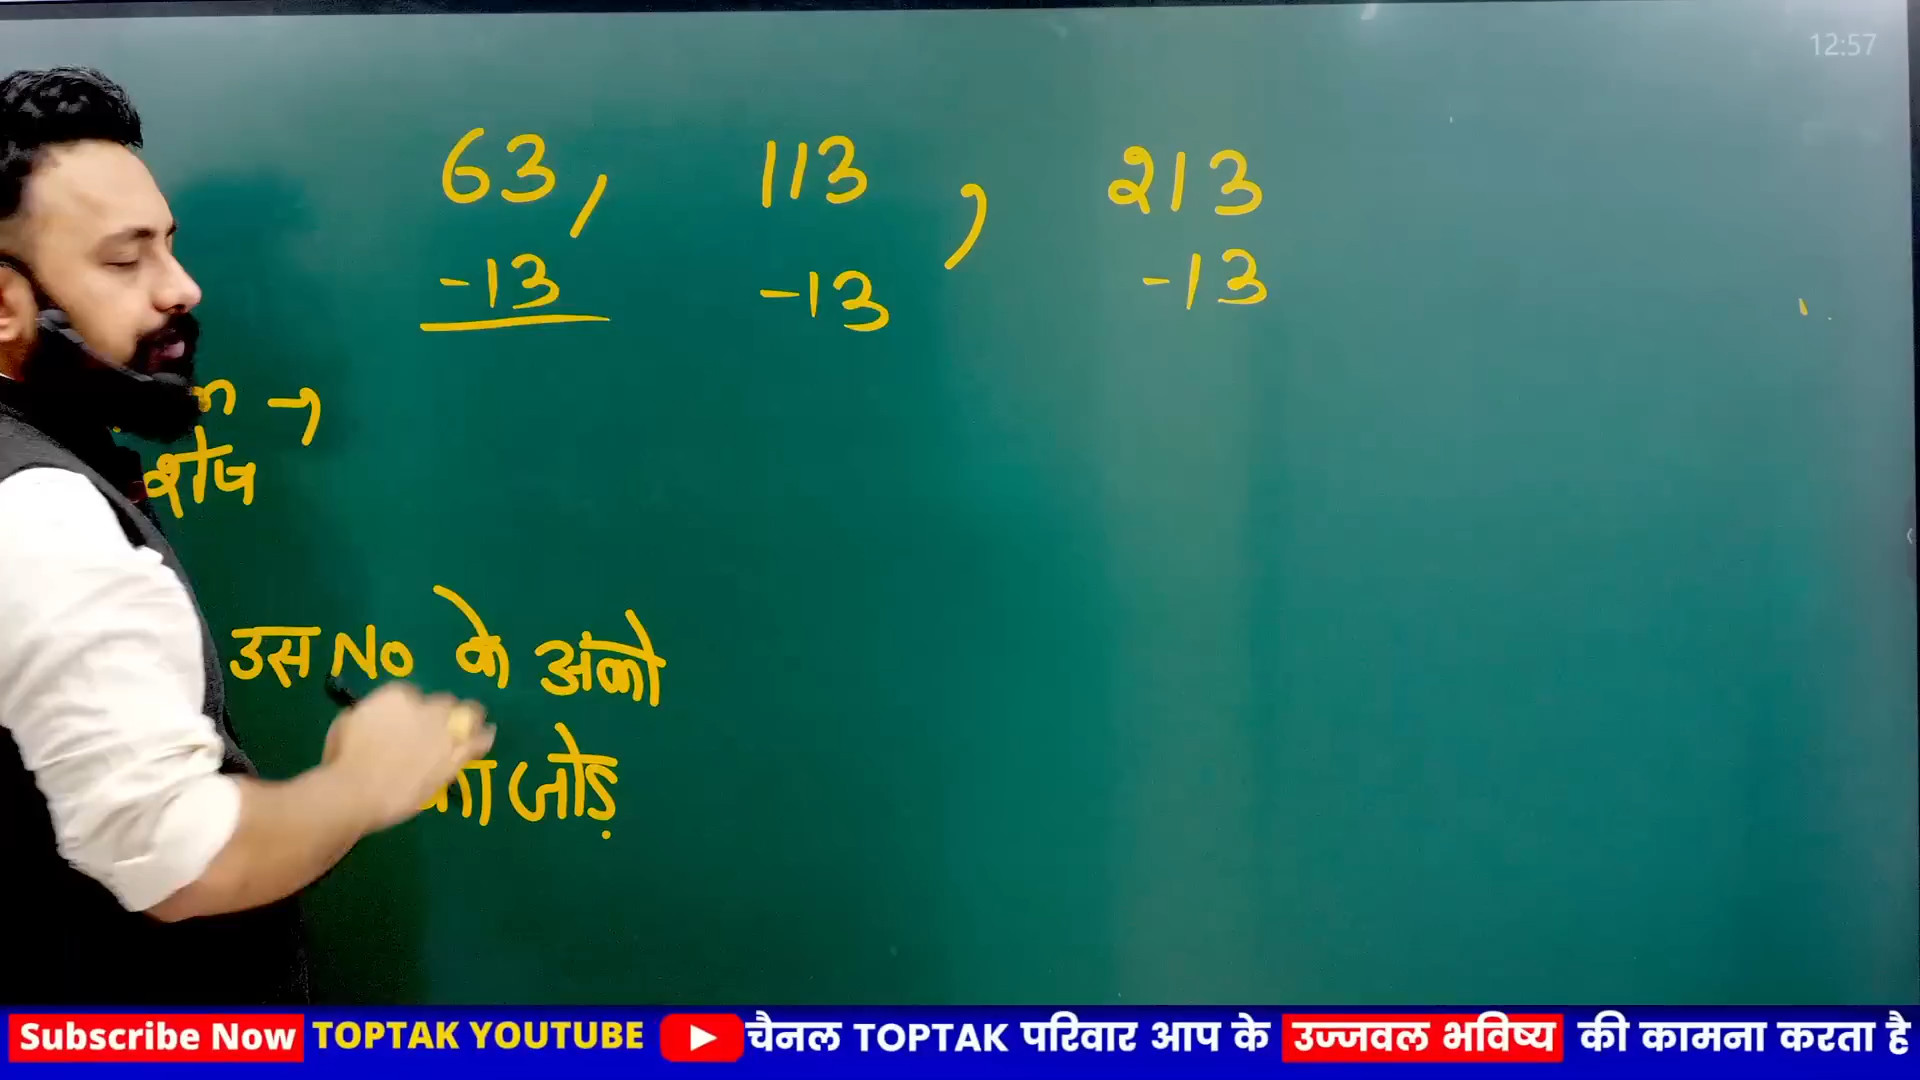 12:57
63, 113, 213
-13 -13 -13
शेष
उस No के अंको
का जोड़
Subscribe Now TOPTAK YOUTUBE चैनल TOPTAK परिवार आप के उज्जवल भविष्य की कामना करता है